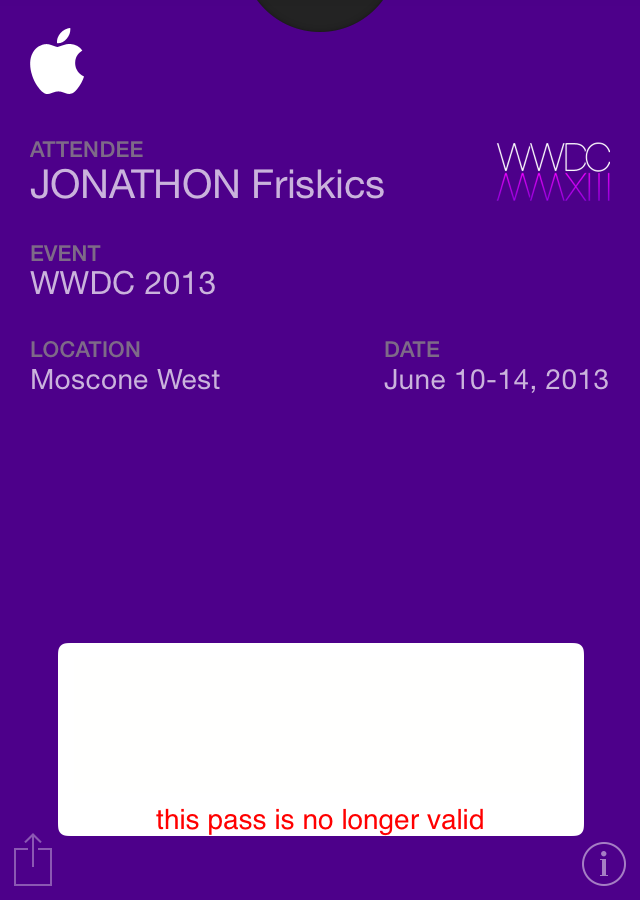 ATTENDEE
JONATHON Friskics
WWDC
MMXIII
EVENT
WWDC 2013
LOCATION
Moscone West
DATE
June 10-14, 2013
this pass is no longer valid
i